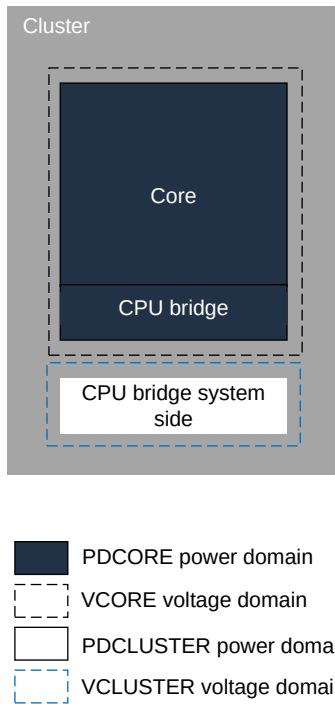 Cluster
Core
CPU bridge
CPU bridge system
side
PDCORE power domain
VCORE voltage domain
PDCLUSTER power doma
VCLUSTER voltage domai